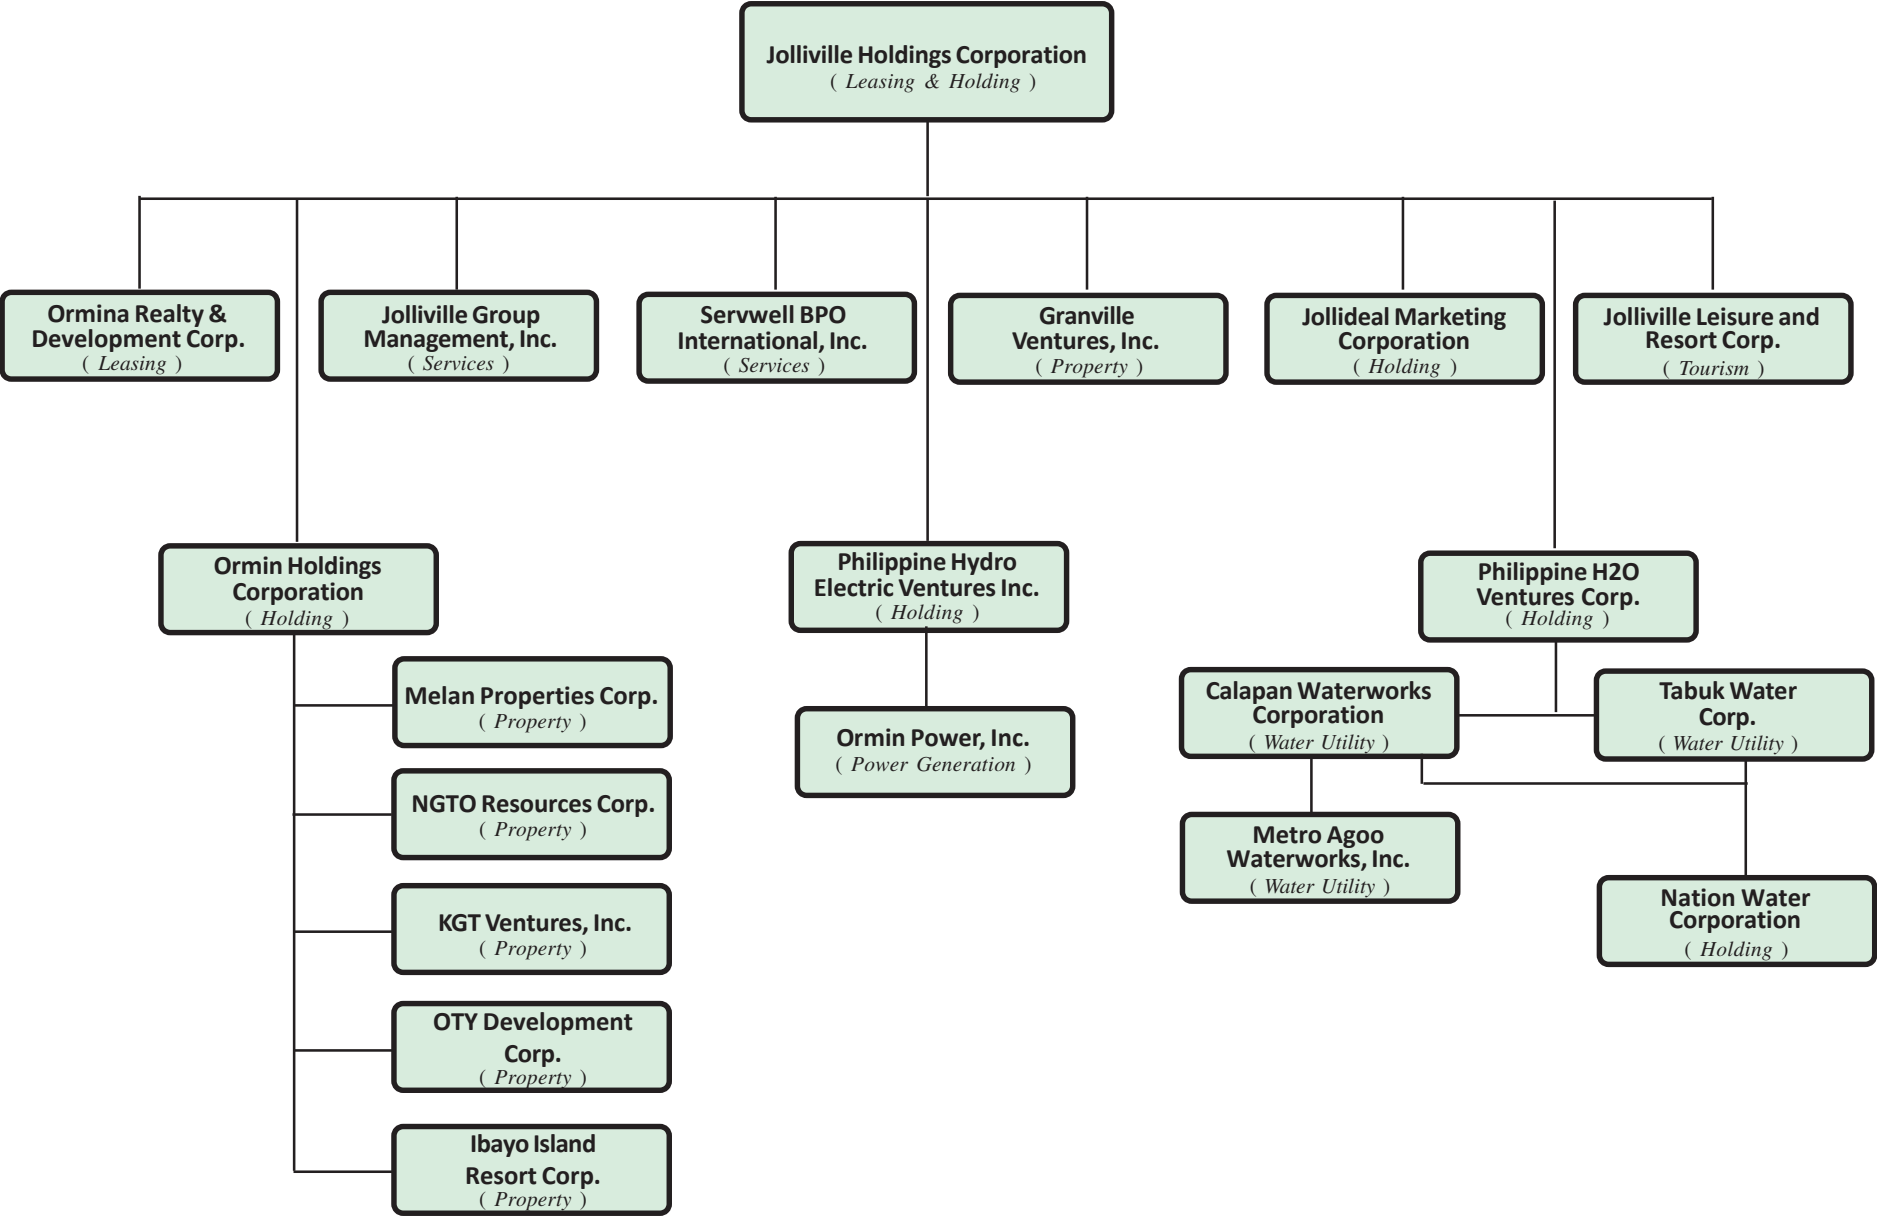 Jolliville Holdings Corporation
( Leasing & Holding )
Ormina Realty &
Development Corp.
( Leasing )
Jolliville Group
Management, Inc.
( Services )
Servwell BPO
International, Inc.
( Services )
Granville
Ventures, Inc.
( Property )
Jollideal Marketing
Corporation
( Holding )
Jolliville Leisure and
Resort Corp.
( Tourism )
Ormin Holdings
Corporation
( Holding )
Philippine Hydro
Electric Ventures Inc.
( Holding )
Philippine H2O
Ventures Corp.
( Holding )
Melan Properties Corp.
( Property )
NGTO Resources Corp.
( Property )
KGT Ventures, Inc.
( Property )
OTY Development
Corp.
( Property )
Ibayo Island
Resort Corp.
( Property )
Ormin Power, Inc.
( Power Generation )
Calapan Waterworks
Corporation
( Water Utility )
Tabuk Water
Corp.
( Water Utility )
Metro Agoo
Waterworks, Inc.
( Water Utility )
Nation Water
Corporation
( Holding )